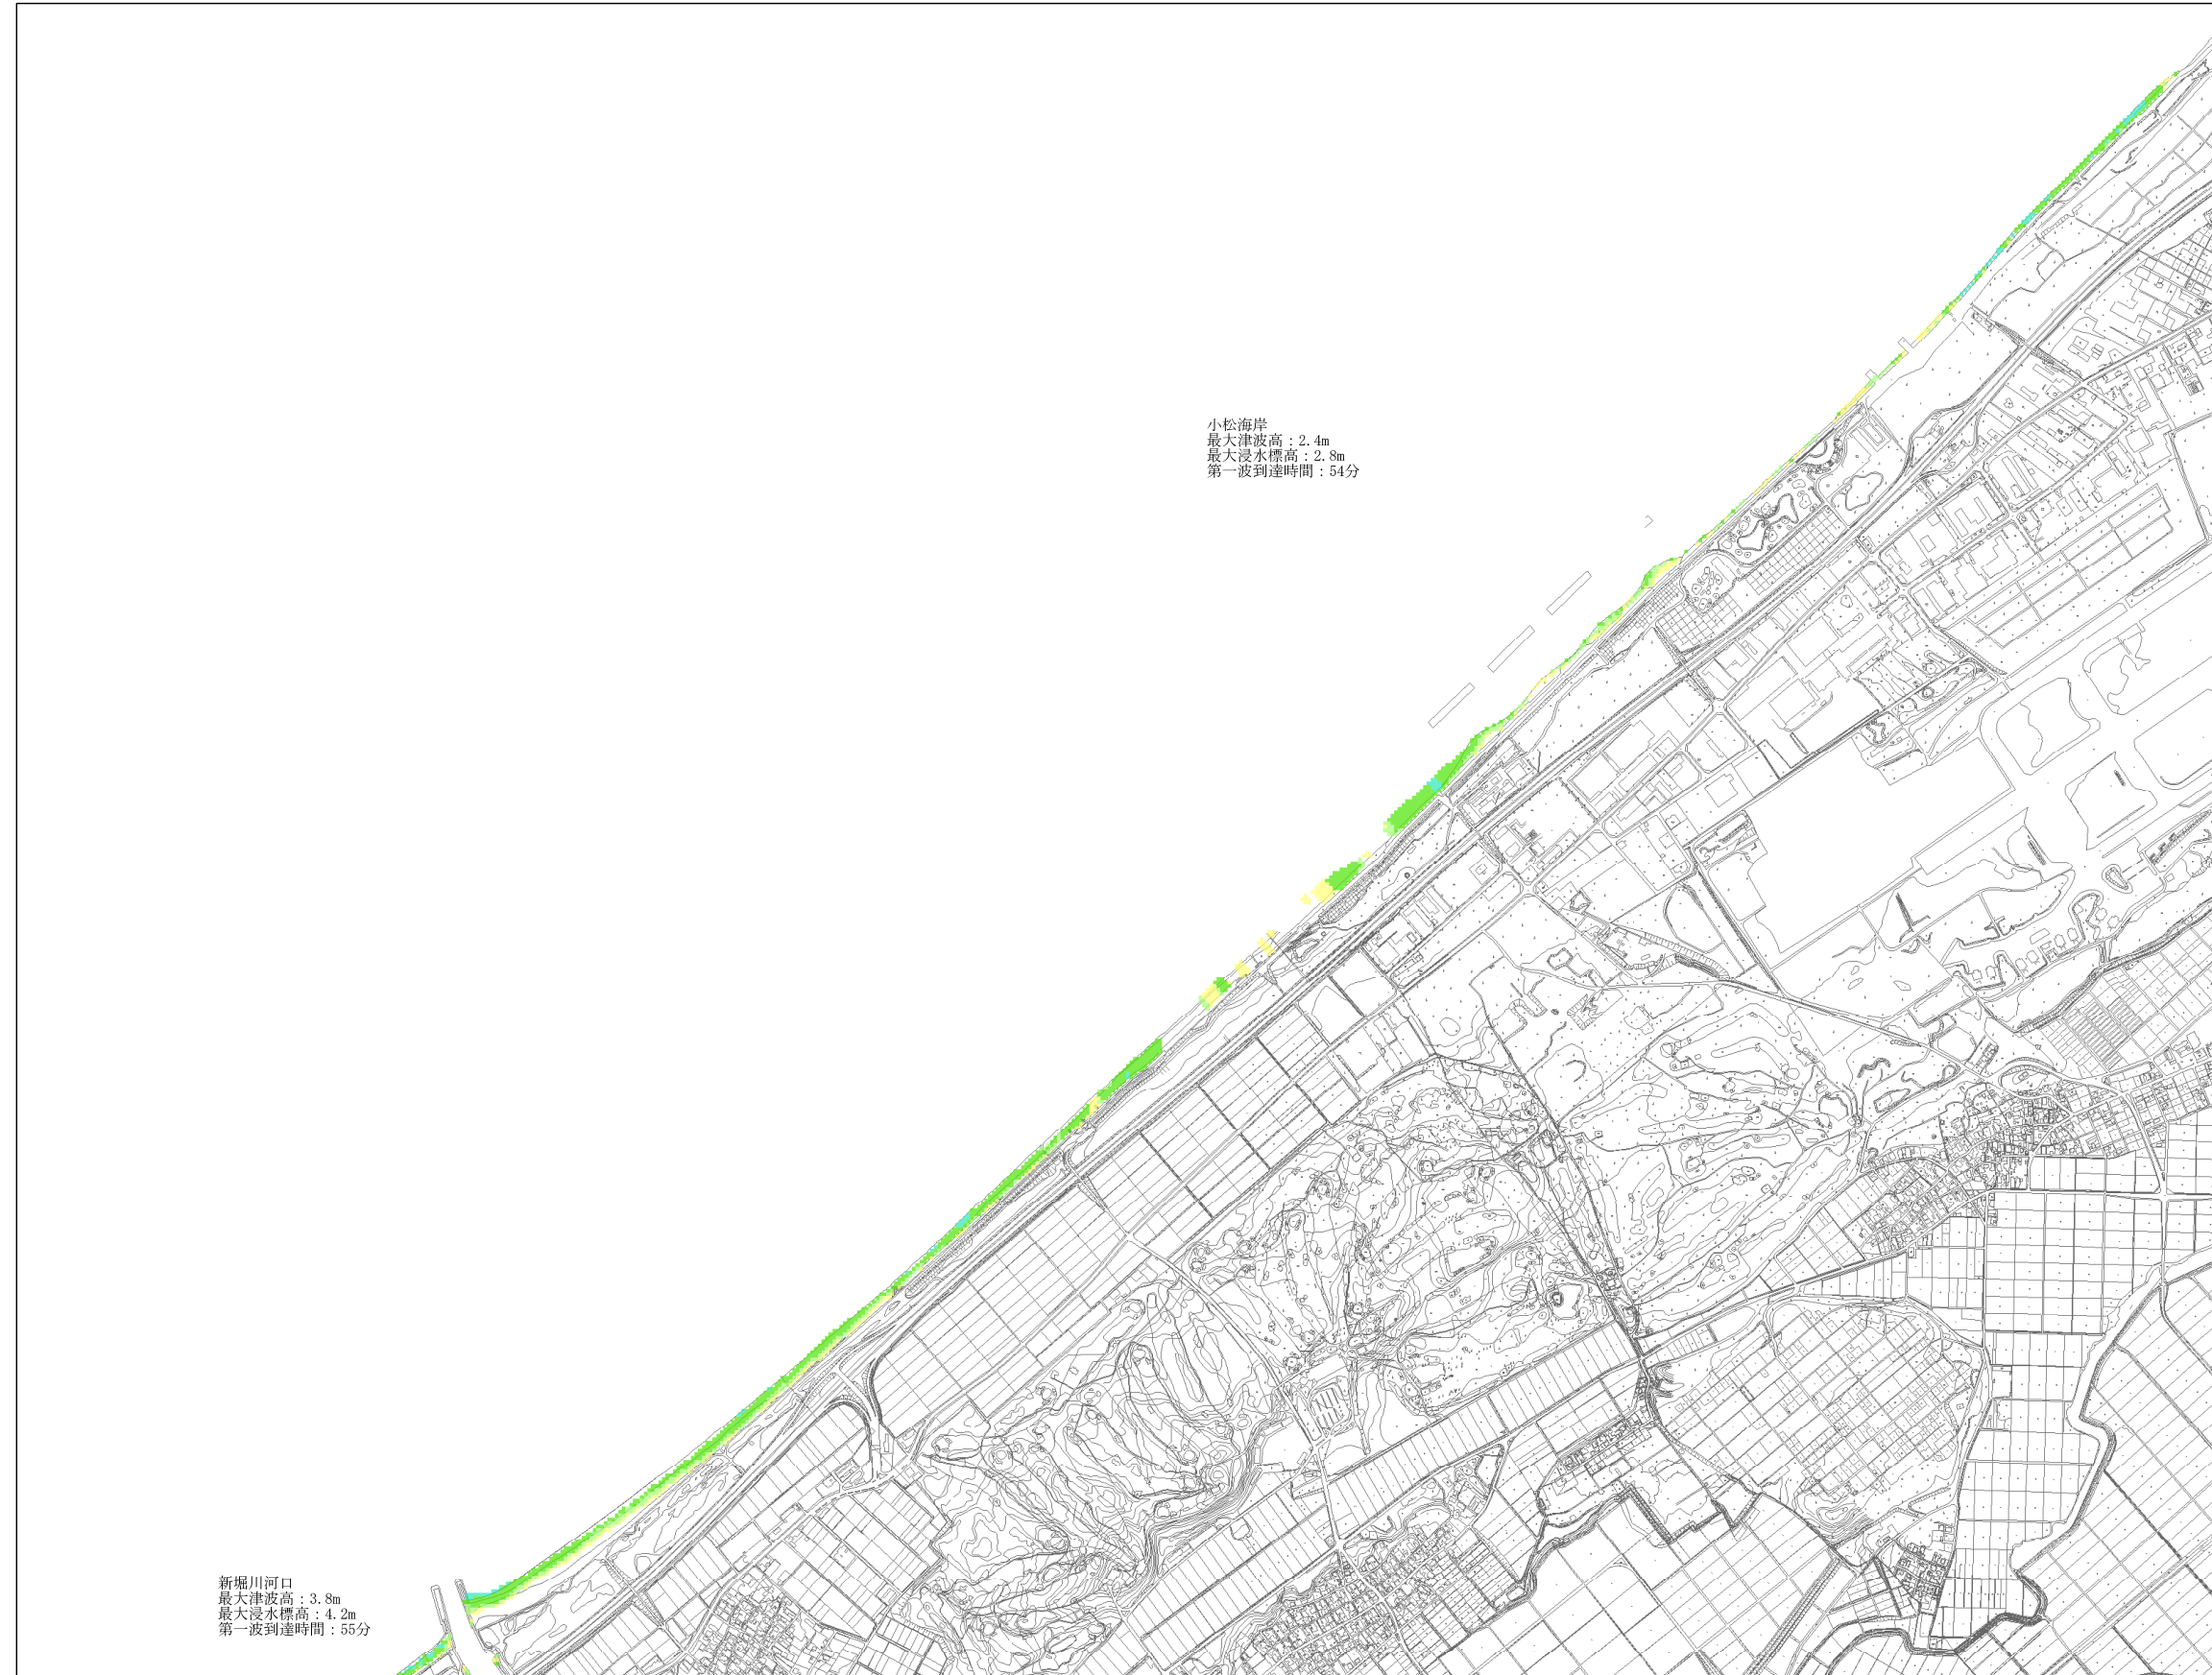 小松海岸
最大津波高：2.4m
最大浸水標高：2.8m
第一波到達時間：54分
新堀川河口
最大津波高：3.8m
最大浸水標高：4.2m
第一波到達時間：55分